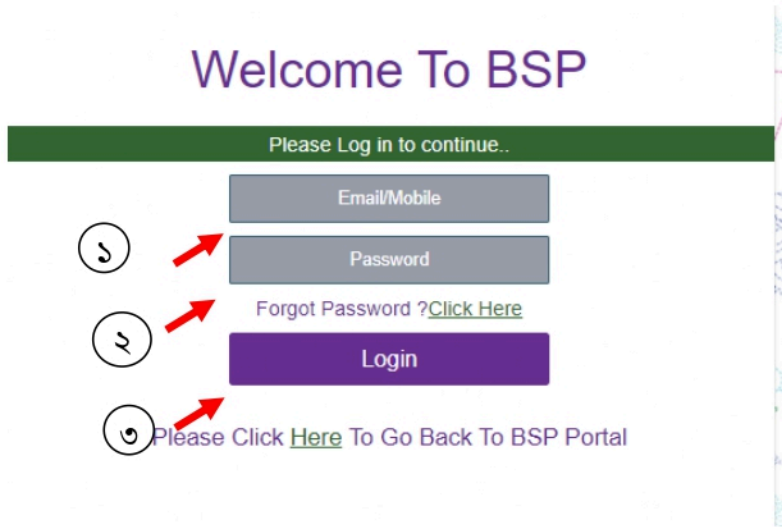 Welcome To BSP
Please Log in to continue..
Email/Mobile
১
Password
Forgot Password ?Click Here
২
Login
৩
Please Click Here To Go Back To BSP Portal